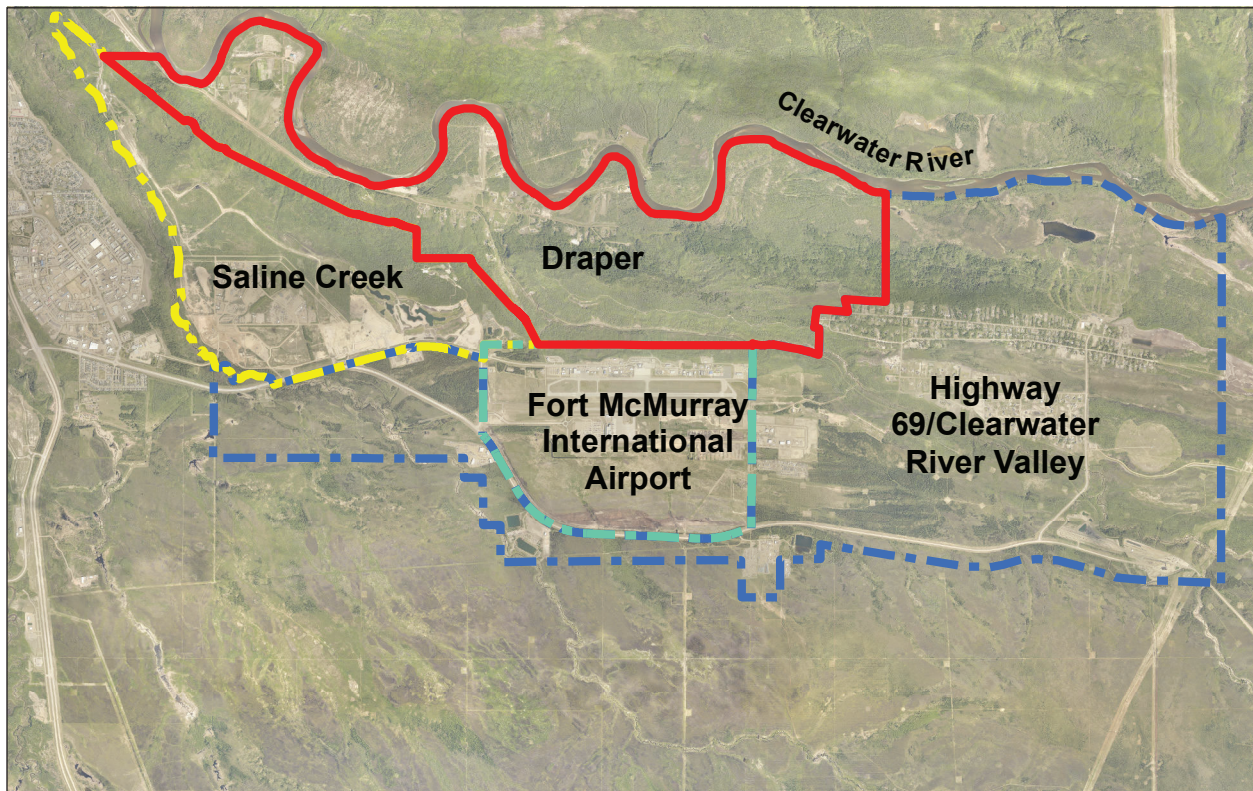 Clearwater River
Draper
Saline Creek
Fort McMurray
International
Airport
Highway
69/Clearwater
River Valley